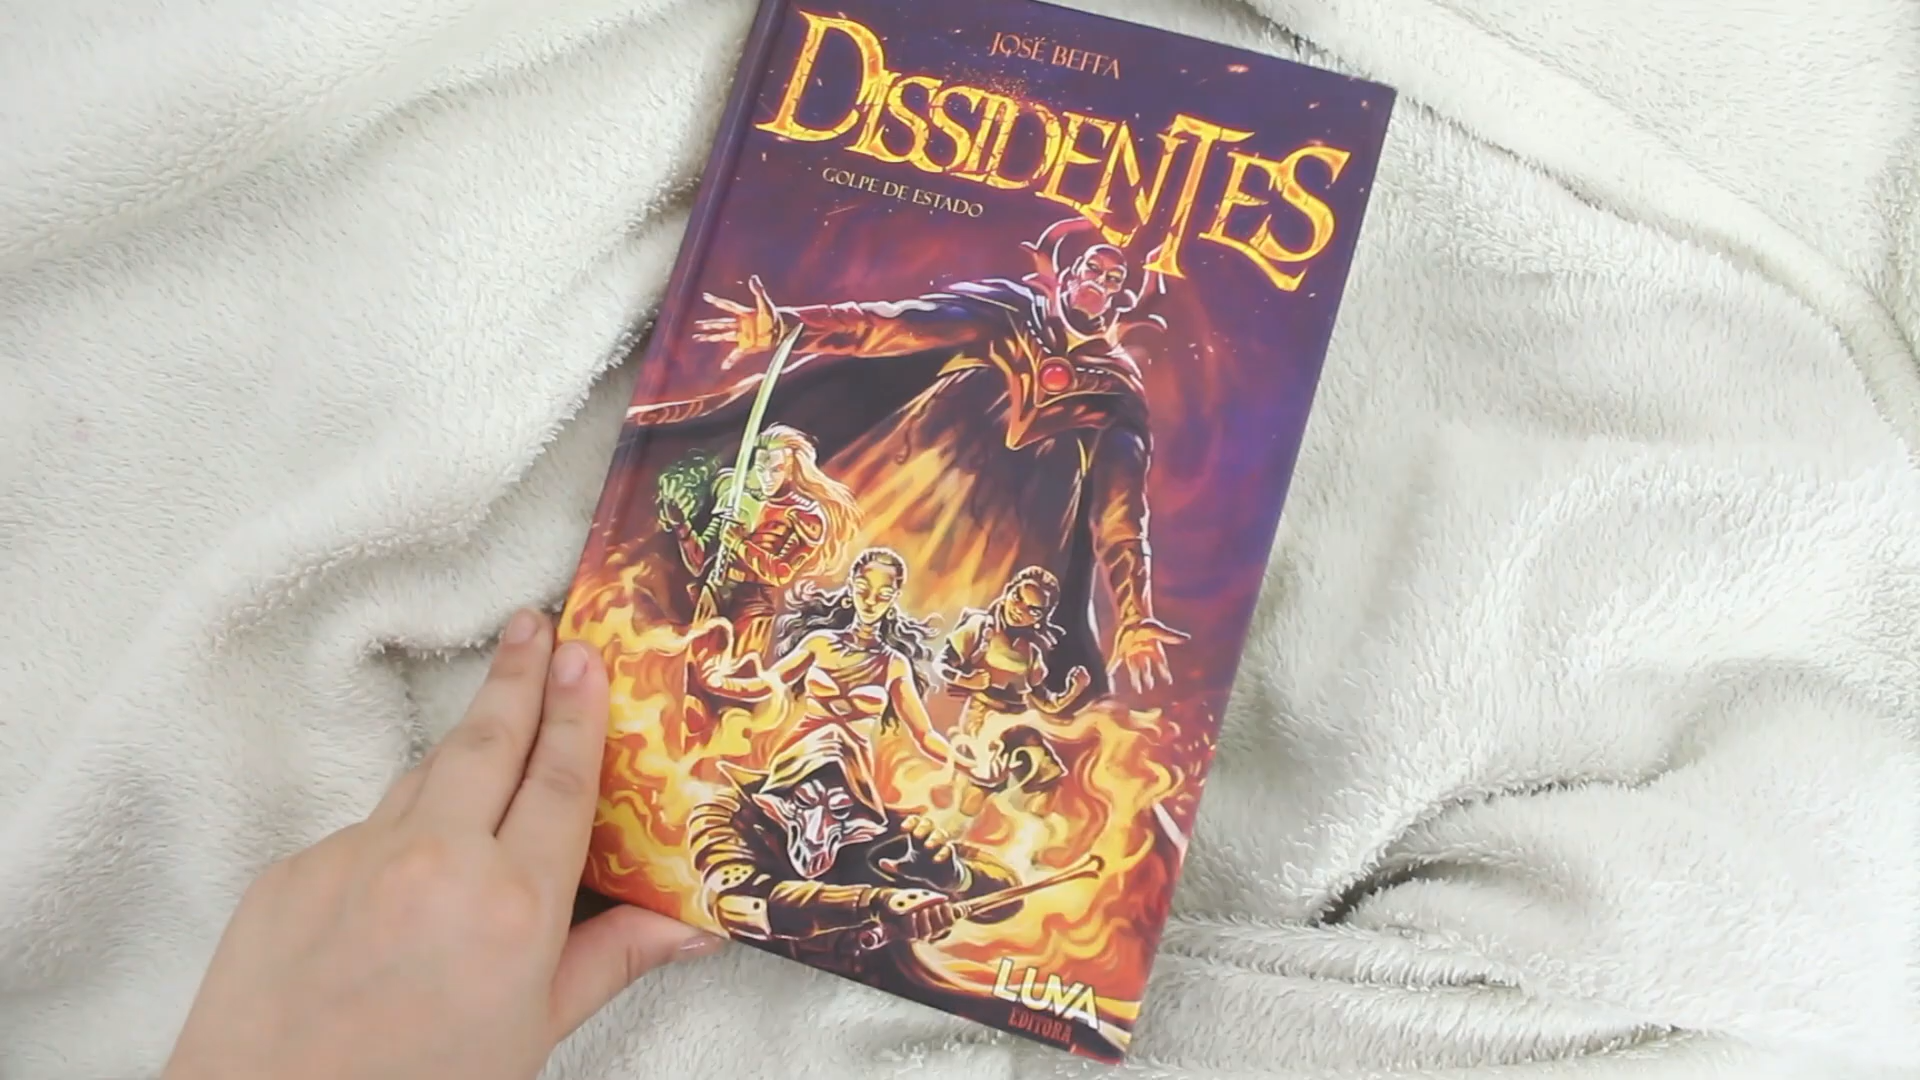 JOSÉ BEFFA
DISSIDENTES
GOLPE DE ESTADO
LUVA
EDITORA